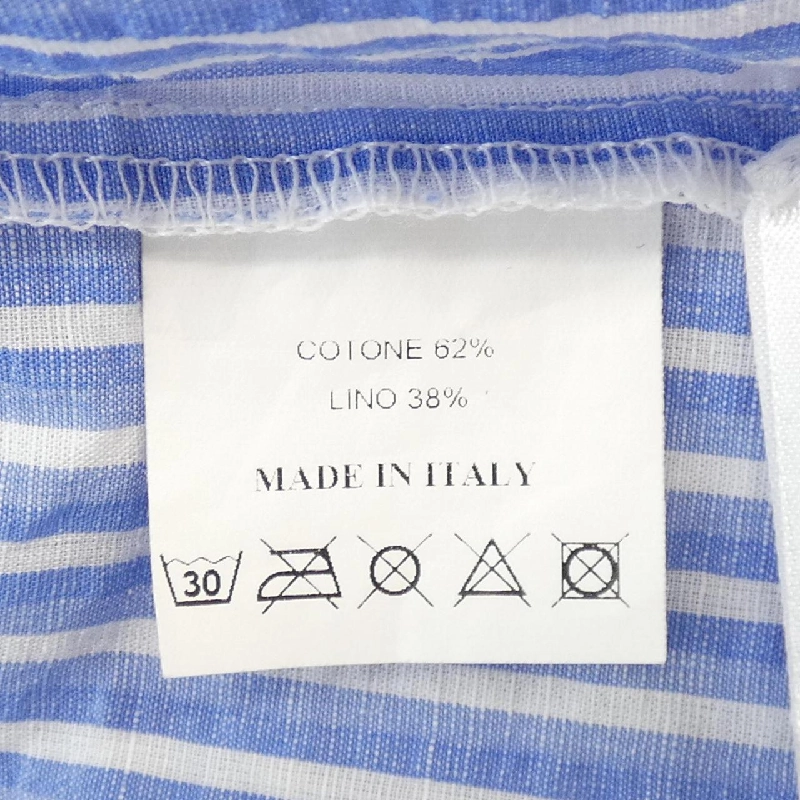 COTONE 62%
LINO 38%
MADE IN ITALY
30